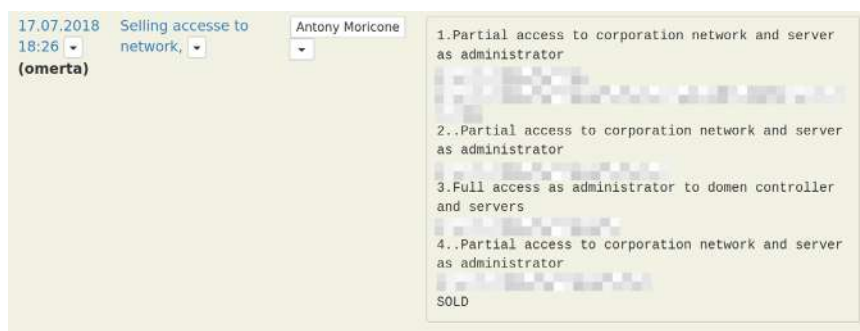 17.07.2018
18:26
(omerta)
Selling accesse to
network,
Antony Moricone
1.Partial access to corporation network and server
as administrator
2..Partial access to corporation network and server
as administrator
3.Full access as administrator to domen controller
and servers
4..Partial access to corporation network and server
as administrator
SOLD